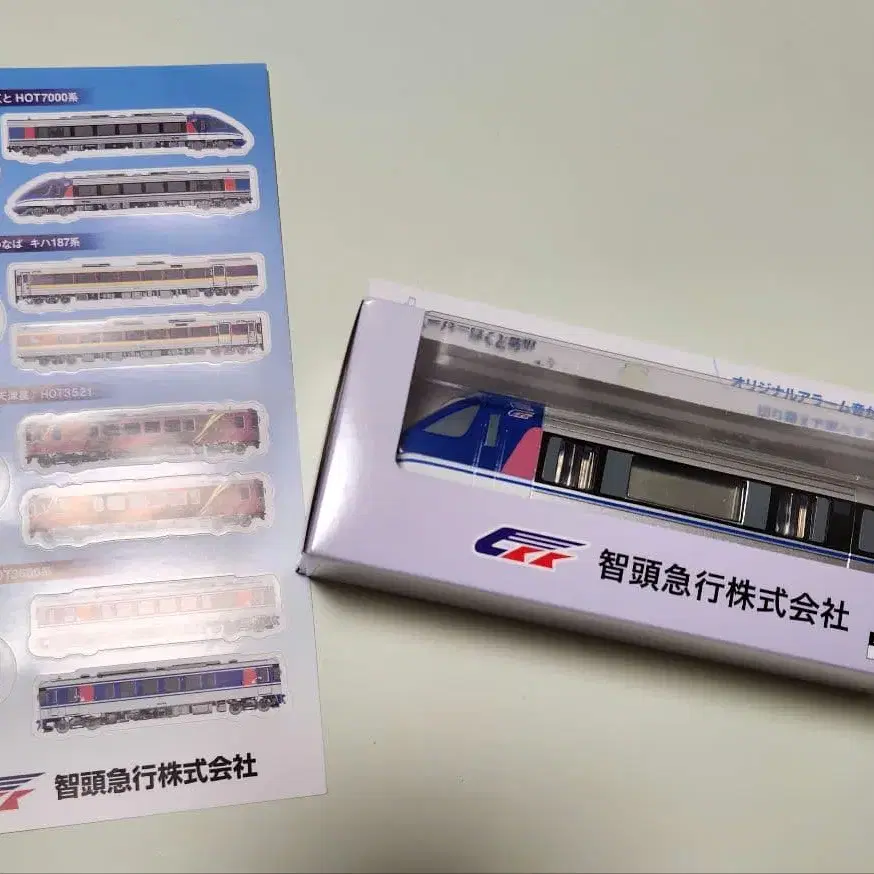 と HOT7000系
なば キハ187系
HOT3521
智頭急行株式会社
オリジナルアラーム音が
智頭急行株式会社